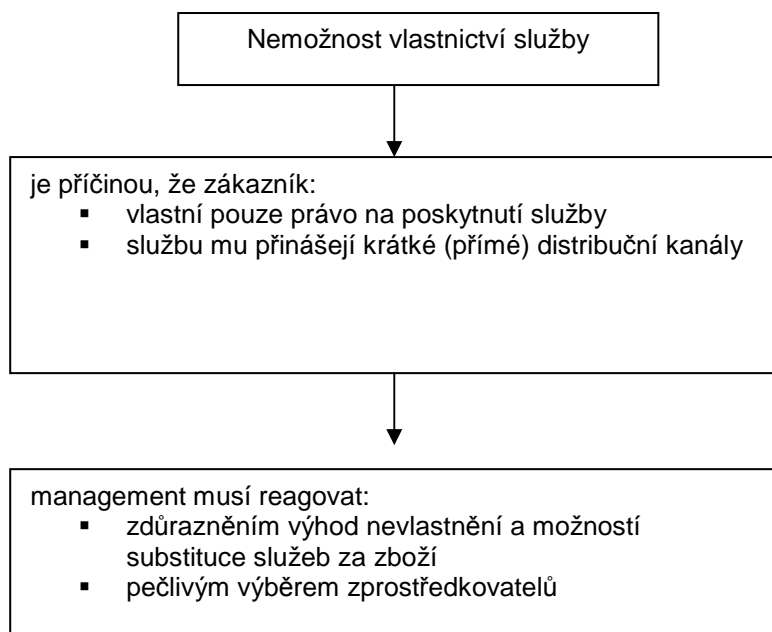 Nemožnost vlastnictví služby
je příčinou, že zákazník:
▪ vlastní pouze právo na poskytnutí služby
▪ službu mu přinášejí krátké (přímé) distribuční kanály
management musí reagovat:
▪ zdůrazněním výhod nevlastnění a možností
substituce služeb za zboží
▪ pečlivým výběrem zprostředkovatelů